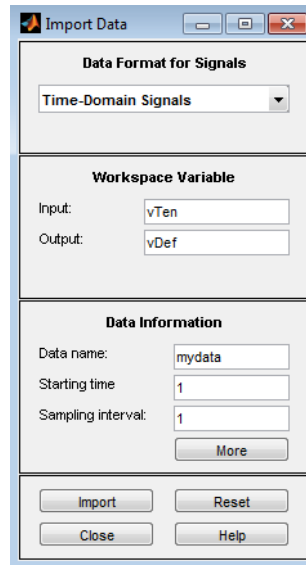 Import Data
Data Format for Signals
Time-Domain Signals
Workspace Variable
Input: vTen
Output: vDef
Data Information
Data name: mydata
Starting time 1
Sampling interval: 1
More
Import Reset
Close Help